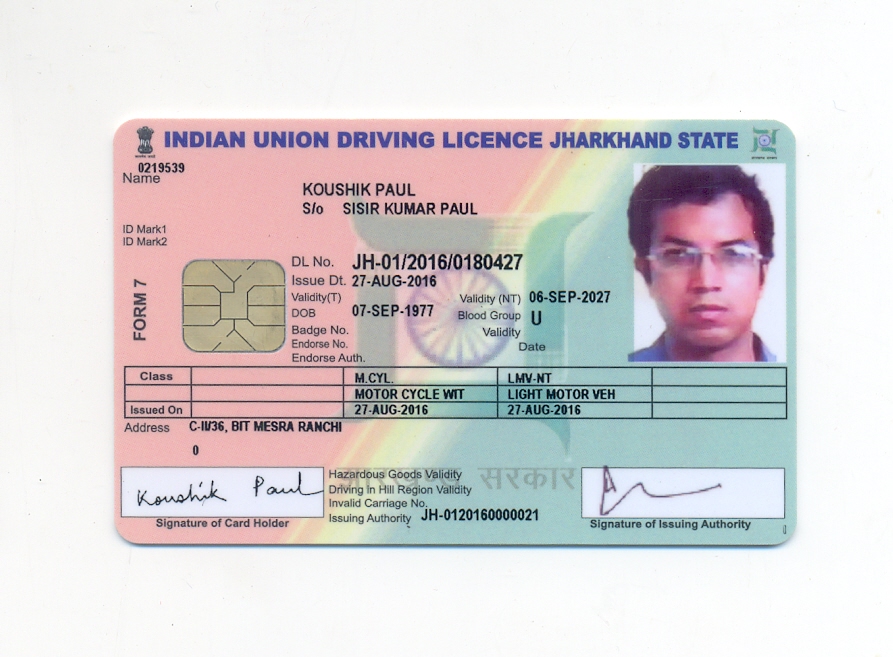 INDIAN UNION DRIVING LICENCE JHARKHAND STATE
0219539
Name
KOUSHIK PAUL
S/o SISIR KUMAR PAUL
ID Mark1
ID Mark2
FORM 7
DL No. JH-01/2016/0180427
Issue Dt. 27-AUG-2016
Validity(T) Validity (NT) 06-SEP-2027
DOB 07-SEP-1977 Blood Group U
Badge No. Validity
Endorse No. Date
Endorse Auth.
Class M.CYL. LMV-NT
MOTOR CYCLE WIT LIGHT MOTOR VEH
Issued On 27-AUG-2016 27-AUG-2016
Address C-II/36, BIT MESRA RANCHI
0
Koushik Paul
Hazardous Goods Validity
Driving in Hill Region Validity
Invalid Carriage No.
Issuing Authority JH-0120160000021
झारखण्ड सरकार
Signature of Card Holder
Signature of Issuing Authority